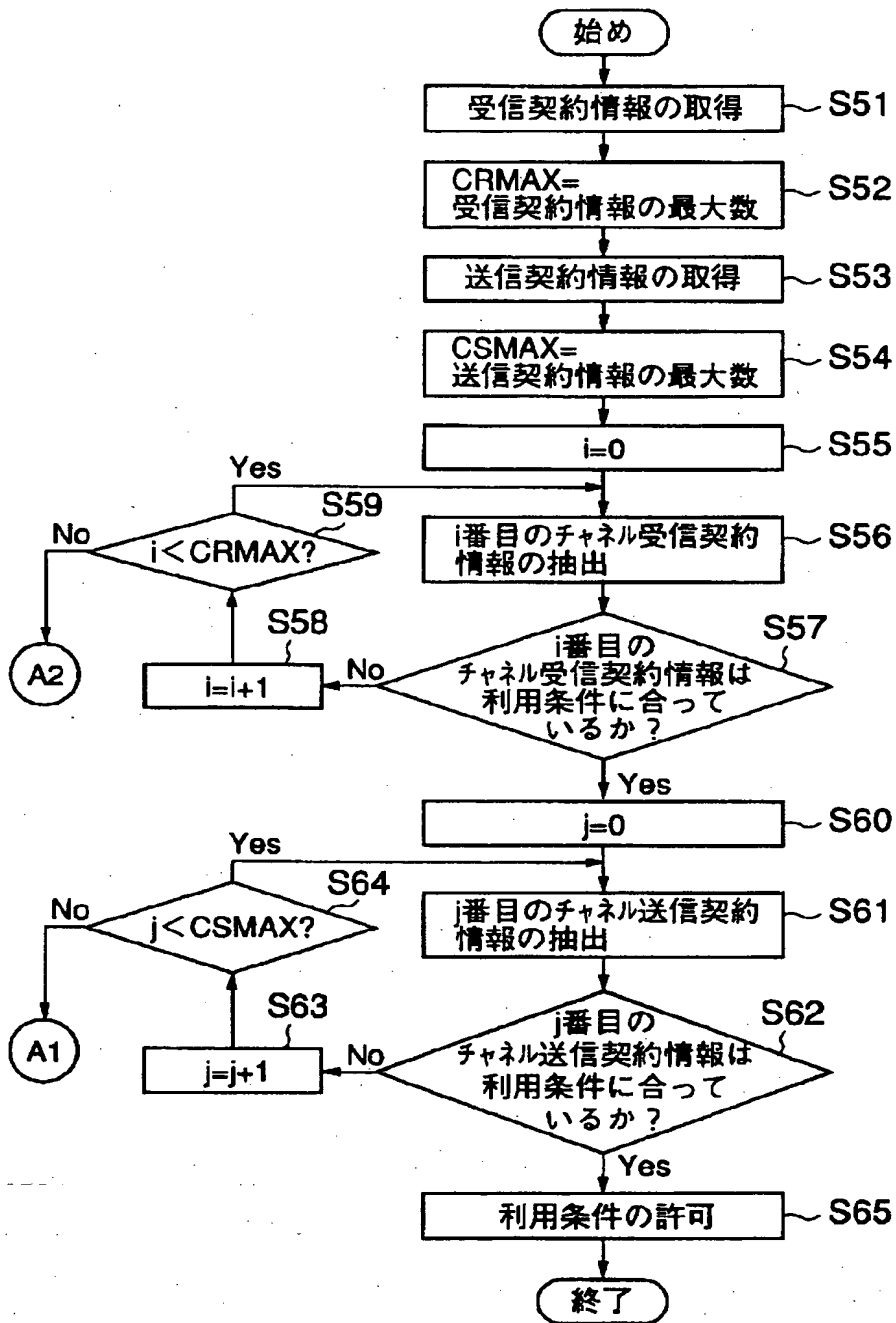 始め
受信契約情報の取得
S51
CRMAX=
受信契約情報の最大数
S52
送信契約情報の取得
S53
CSMAX=
送信契約情報の最大数
S54
i=0
S55
Yes
S59
No
i<CRMAX?
i番目のチャネル受信契約
情報の抽出
S56
S58
S57
A2
i=i+1
No
i番目の
チャネル受信契約情報は
利用条件に合って
いるか?
Yes
j=0
S60
Yes
S64
No
j<CSMAX?
j番目のチャネル送信契約
情報の抽出
S61
S63
S62
A1
j=j+1
No
j番目の
チャネル送信契約情報は
利用条件に合って
いるか?
Yes
利用条件の許可
S65
終了